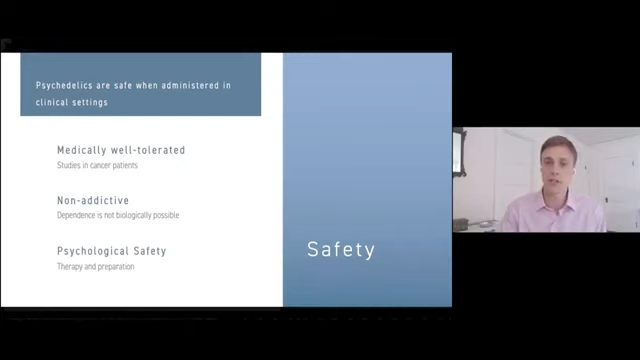 Psychedelics are safe when administered in
clinical settings
Medically well-tolerated
Studies in cancer patients
Non-addictive
Dependence is not biologically possible
Psychological Safety
Therapy and preparation
Safety